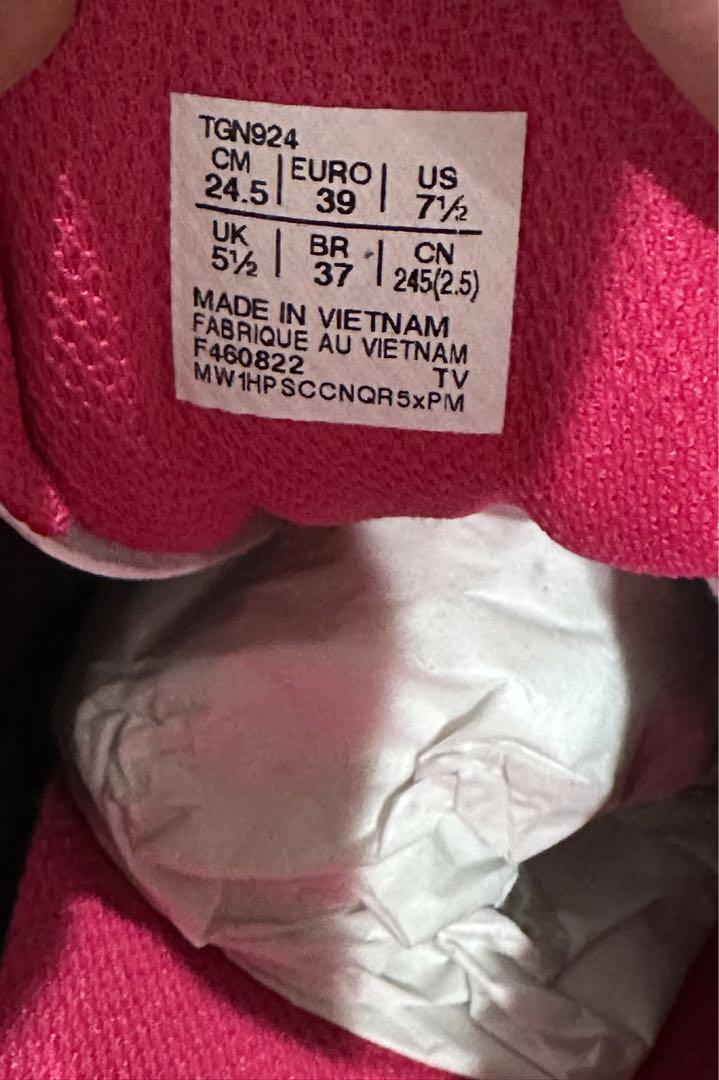 TGN924
CM | EURO | US
24.5 | 39 | 7½
UK | BR | CN
5½ | 37 | 245(2.5)
MADE IN VIETNAM
FABRIQUE AU VIETNAM
F460822 TV
MW1HPSCCNQR5xPM